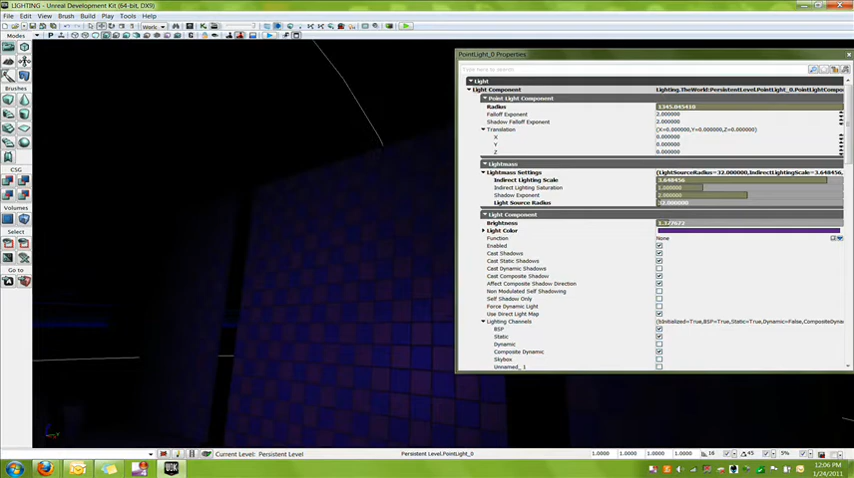 LIGHTING - Unreal Development Kit (64-bit, DX9)
File Edit View Brush Build Play Tools Help
Modes
CSG
Volumes
Select
Go to
PointLight_0 Properties
Type here to search
Light
Light Component Lighting.TheWorld:PersistentLevel.PointLight_0.PointLightCompo
Point Light Component
Radius 1345.045410
Falloff Exponent 2.000000
Shadow Falloff Exponent 2.000000
Translation (X=0.000000,Y=0.000000,Z=0.000000)
X 0.000000
Y 0.000000
Z 0.000000
Lightmass
Lightmass Settings (LightSourceRadius=32.000000,IndirectLightingScale=3.648456,
Indirect Lighting Scale 3.648456
Indirect Lighting Saturation 1.000000
Shadow Exponent 2.000000
Light Source Radius 32.000000
Light Component
Brightness 1.377673
Light Color
Function None
Enabled
Cast Shadows
Cast Static Shadows
Cast Dynamic Shadows
Cast Composite Shadow
Affect Composite Shadow Direction
Non Modulated Self Shadowing
Self Shadow Only
Force Dynamic Light
Use Direct Light Map
Lighting Channels (bInitialized=True,BSP=True,Static=True,Dynamic=False,CompositeDyna
BSP
Static
Dynamic
Composite Dynamic
Skybox
Unnamed_1
Current Level: Persistent Level Persistent Level.PointLight_0 1.0000 1.0000 1.0000 1.0000 16 45 5%
UDK
12:06 PM
1/24/2011